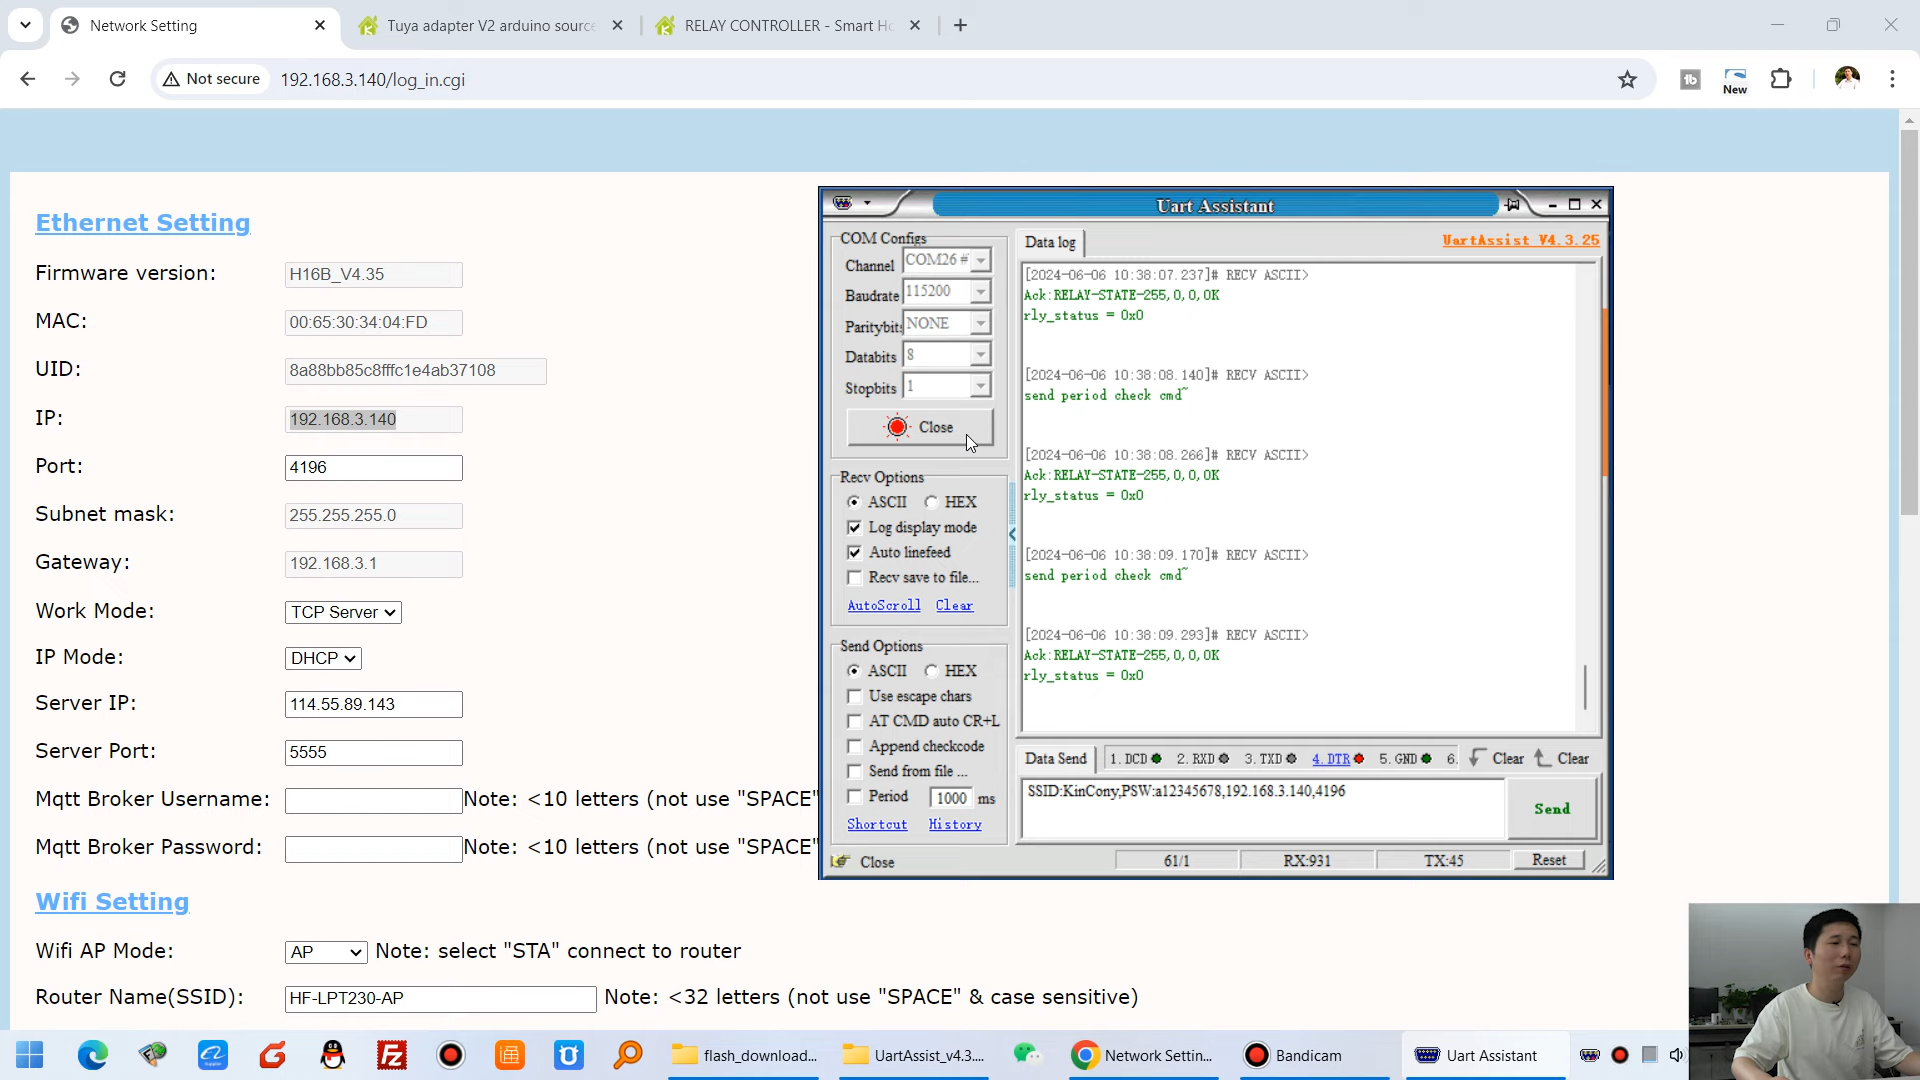 Network Setting
Tuya adapter V2 arduino source
RELAY CONTROLLER - Smart Ho
Not secure
192.168.3.140/log_in.cgi
New
Ethernet Setting
Firmware version:
H16B_V4.35
MAC:
00:65:30:34:04:FD
UID:
8a88bb85c8fffc1e4ab37108
IP:
192.168.3.140
Port:
4196
Subnet mask:
255.255.255.0
Gateway:
192.168.3.1
Work Mode:
TCP Server
IP Mode:
DHCP
Server IP:
114.55.89.143
Server Port:
5555
Mqtt Broker Username:
Note: <10 letters (not use "SPACE"
Mqtt Broker Password:
Note: <10 letters (not use "SPACE"
Wifi Setting
Wifi AP Mode:
AP
Note: select "STA" connect to router
Router Name(SSID):
HF-LPT230-AP
Note: <32 letters (not use "SPACE" & case sensitive)
Uart Assistant
COM Configs
Channel
COM26 #
Baudrate
115200
Paritybit:
NONE
Databits
8
Stopbits
1
Close
Recv Options
ASCII
HEX
Log display mode
Auto linefeed
Recv save to file...
AutoScroll
Clear
Send Options
ASCII
HEX
Use escape chars
AT CMD auto CR+L
Append checkcode
Send from file ...
Period
1000
ms
Shortcut
History
Data log
UartAssist V4.3.25
[2024-06-06 10:38:07.237]# RECV ASCII>
Ack:RELAY-STATE-255,0,0,OK
rly_status = 0x0
[2024-06-06 10:38:08.140]# RECV ASCII>
send period check cmd~
[2024-06-06 10:38:08.266]# RECV ASCII>
Ack:RELAY-STATE-255,0,0,OK
rly_status = 0x0
[2024-06-06 10:38:09.170]# RECV ASCII>
send period check cmd~
[2024-06-06 10:38:09.293]# RECV ASCII>
Ack:RELAY-STATE-255,0,0,OK
rly_status = 0x0
Data Send
1.DCD
2.RXD
3.TXD
4.DTR
5.GND
6.
Clear
Clear
SSID:KinCony,PSW:a12345678,192.168.3.140,4196
Send
Close
61/1
RX:931
TX:45
Reset
flash_download...
UartAssist_v4.3....
Network Settin...
Bandicam
Uart Assistant